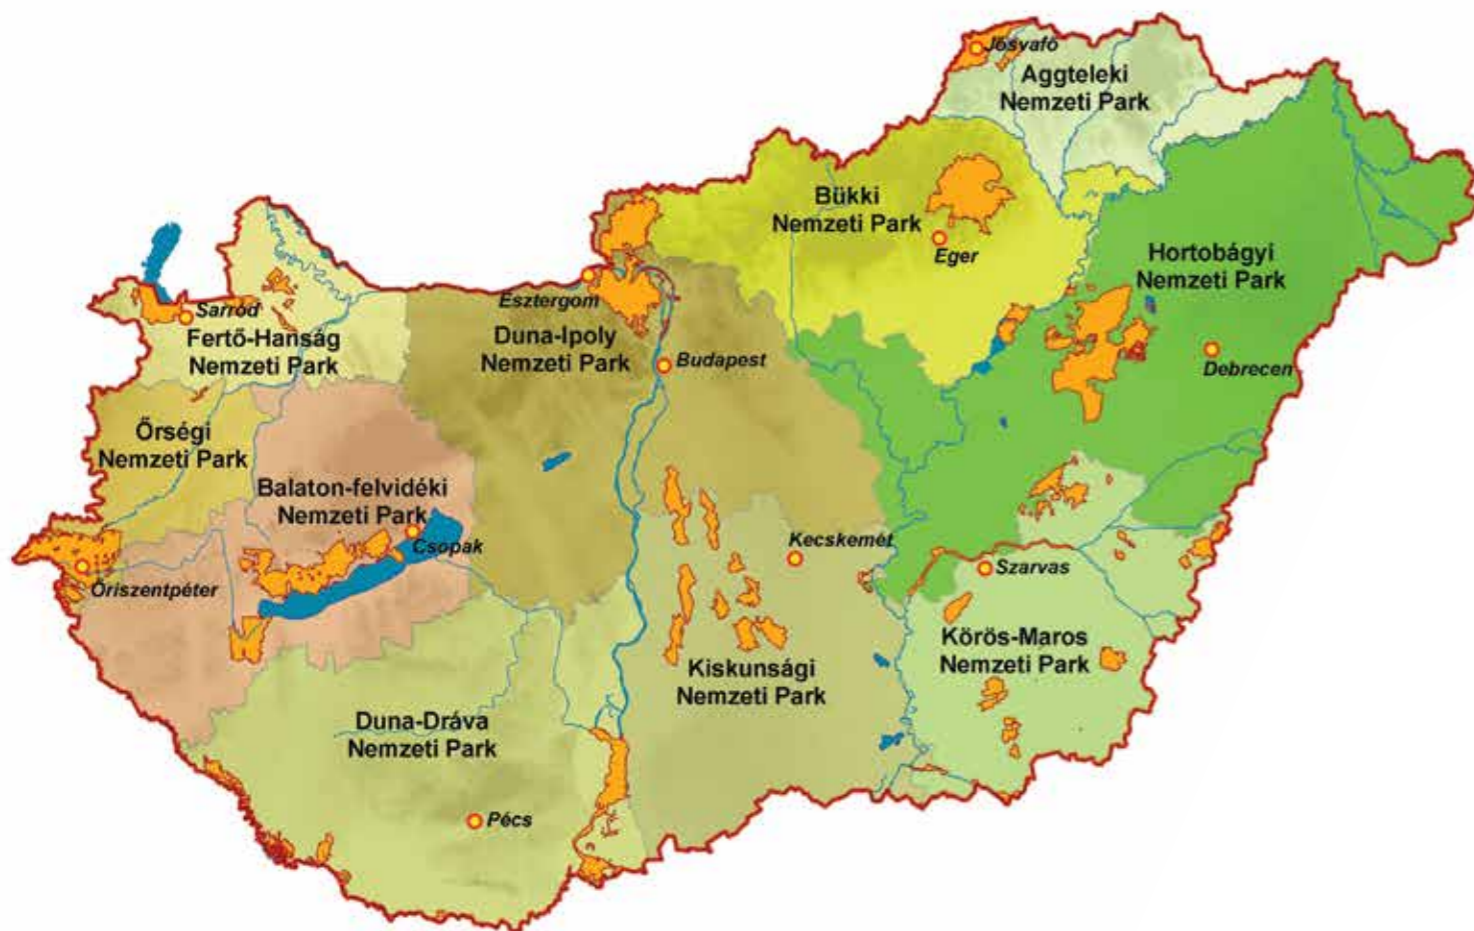 Jósvafő
Aggteleki
Nemzeti Park
Bükki
Nemzeti Park
Eger
Hortobágyi
Nemzeti Park
Debrecen
Sarród
Fertő-Hanság
Nemzeti Park
Esztergom
Duna-Ipoly
Nemzeti Park
Budapest
Őrségi
Nemzeti Park
Balaton-felvidéki
Nemzeti Park
Csopak
Őriszentpéter
Kecskemét
Szarvas
Körös-Maros
Nemzeti Park
Kiskunsági
Nemzeti Park
Duna-Dráva
Nemzeti Park
Pécs